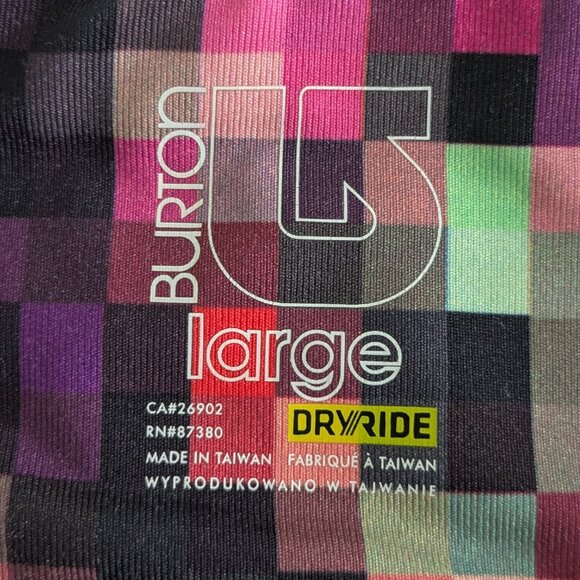 BURTON
large
CA#26902
RN#87380
DRYRIDE
MADE IN TAIWAN FABRIQUÉ À TAIWAN
WYPRODUKOWANO W TAJWANIE